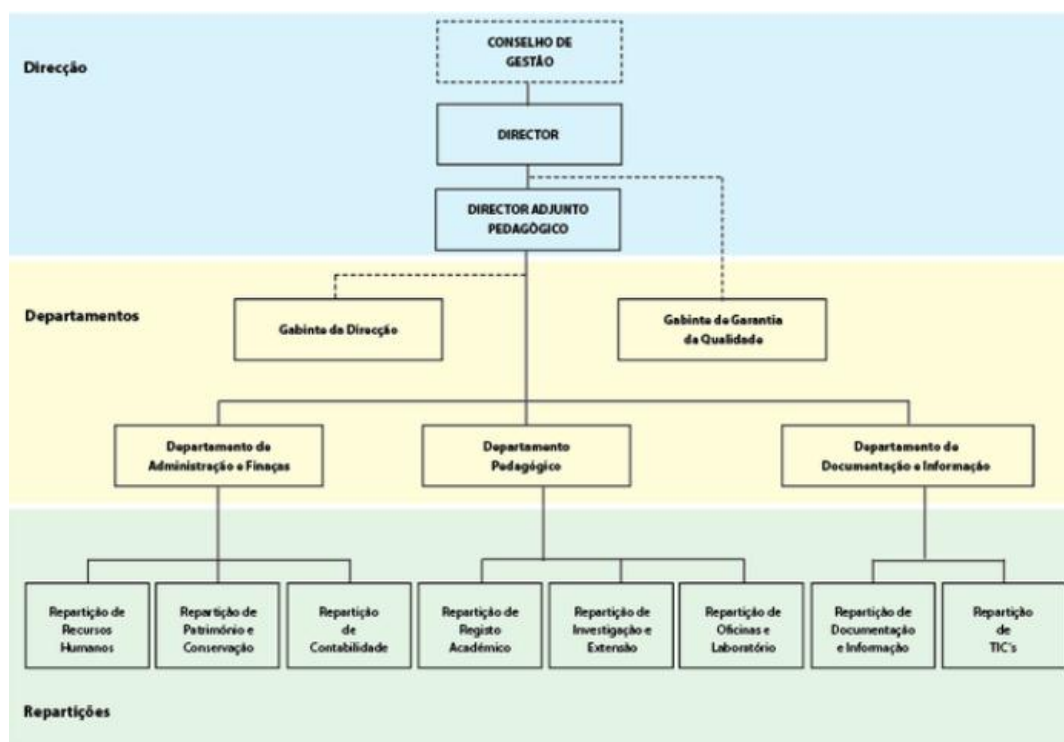 Direcção
CONSELHO DE
GESTÃO
DIRECTOR
DIRECTOR ADJUNTO
PEDAGÓGICO
Departamentos
Gabinte da Direcção
Gabinte de Garantia
da Qualidade
Departamento de
Administração e Finaças
Departamento
Pedagógico
Departamento de
Documentação e Informação
Repartição de
Recursos
Humanos
Repartição de
Património e
Conservação
Repartição
de
Contabilidade
Repartição de
Registo
Académico
Repartição de
Investigação e
Extensão
Repartição de
Oficinas e
Laboratório
Repartição de
Documentação
e Informação
Repartição
de
TIC's
Repartições